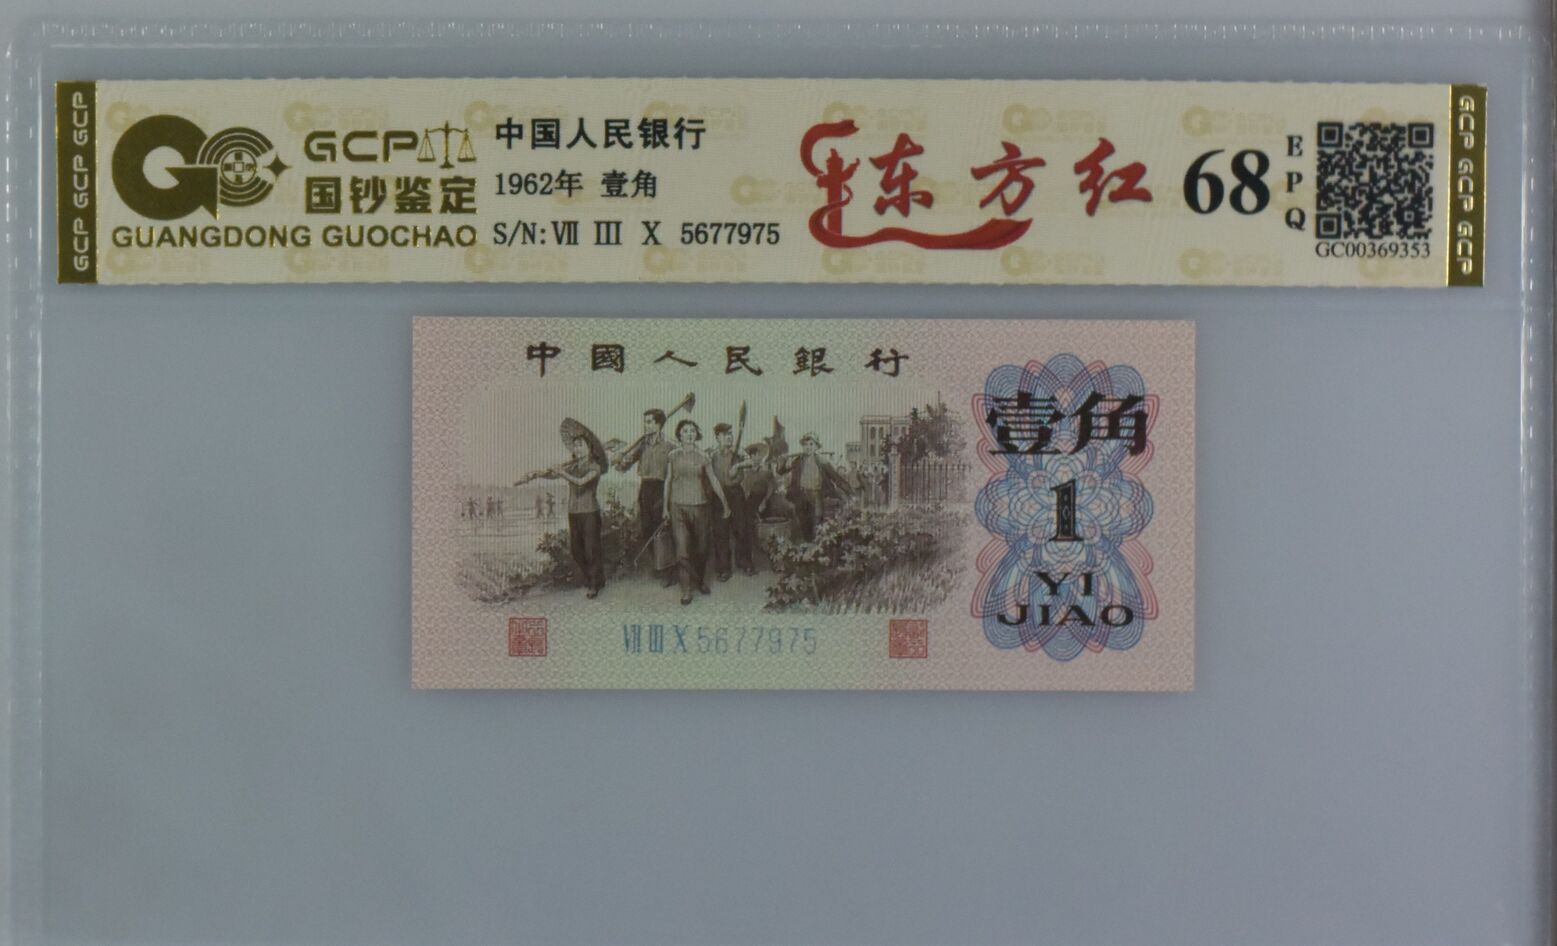 GCP GCP GCP
GCP
国钞鉴定
GUANGDONG GUOCHAO
中国人民银行
1962年 壹角
S/N: Ⅶ Ⅲ X 5677975
东方红
68
EPQ
GC00369353
GCP GCP GCP
中國人民銀行
壹角
1
YI
JIAO
Ⅶ Ⅲ X 5677975